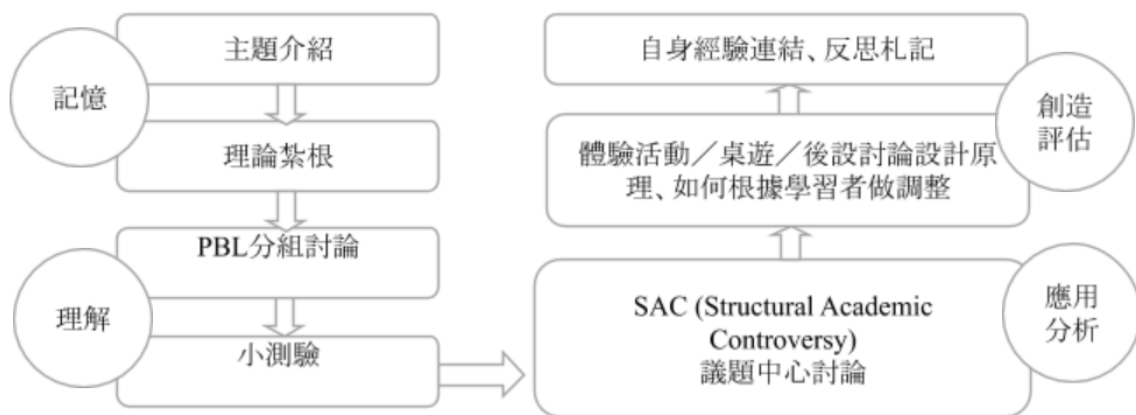 記憶
主題介紹
理論紮根
理解
PBL分組討論
小測驗
SAC (Structural Academic
Controversy)
議題中心討論
應用
分析
體驗活動／桌遊／後設討論設計原
理、如何根據學習者做調整
自身經驗連結、反思札記
創造
評估